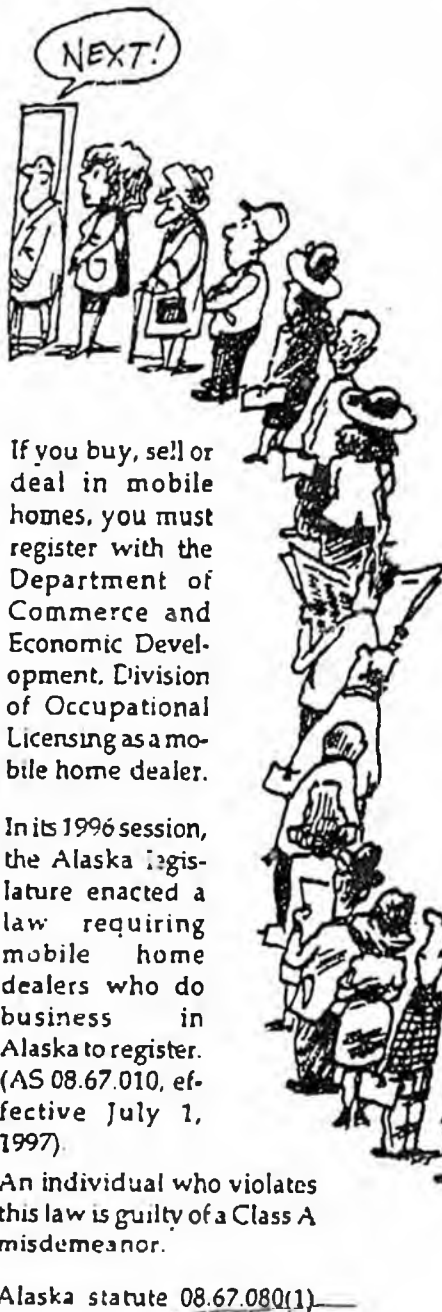 NEXT!
If you buy, sell or
deal in mobile
homes, you must
register with the
Department of
Commerce and
Economic Devel-
opment, Division
of Occupational
Licensing as a mo-
bile home dealer.
In its 1996 session,
the Alaska legis-
lature enacted a
law requiring
mobile home
dealers who do
business in
Alaska to register.
(AS 08.67.010, ef-
fective July 1,
1997)
An individual who violates
this law is guilty of a Class A
misdemeanor.
Alaska statute 08.67.080(1)